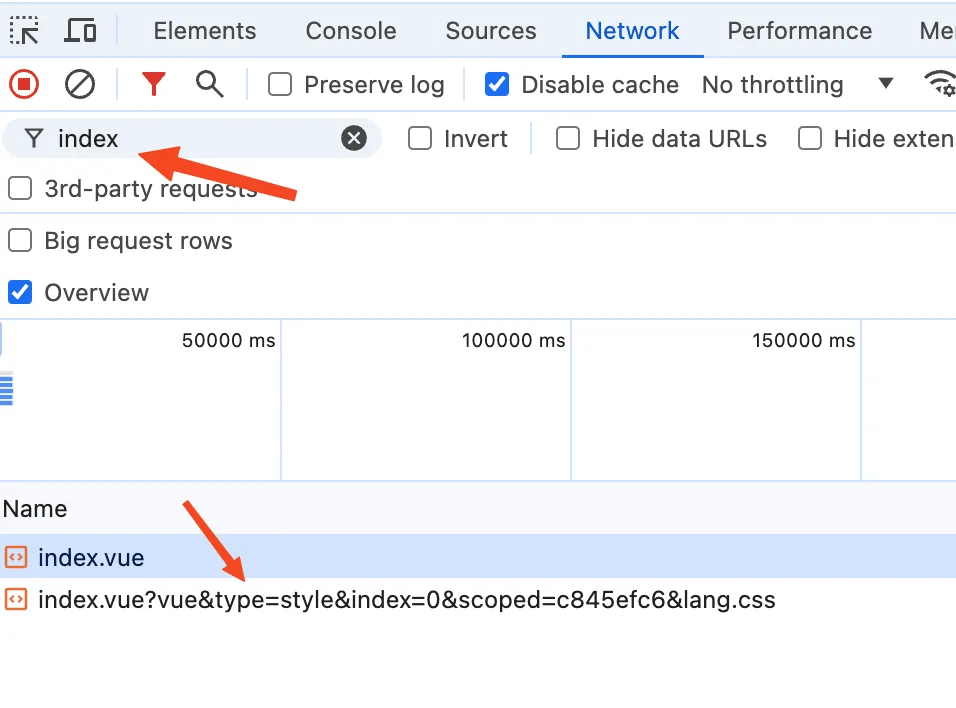 Elements Console Sources Network Performance Me
Preserve log Disable cache No throttling
index Invert Hide data URLs Hide exten
3rd-party requests
Big request rows
Overview
50000 ms 100000 ms 150000 ms
Name
index.vue
index.vue?vue&type=style&index=0&scoped=c845efc6&lang.css